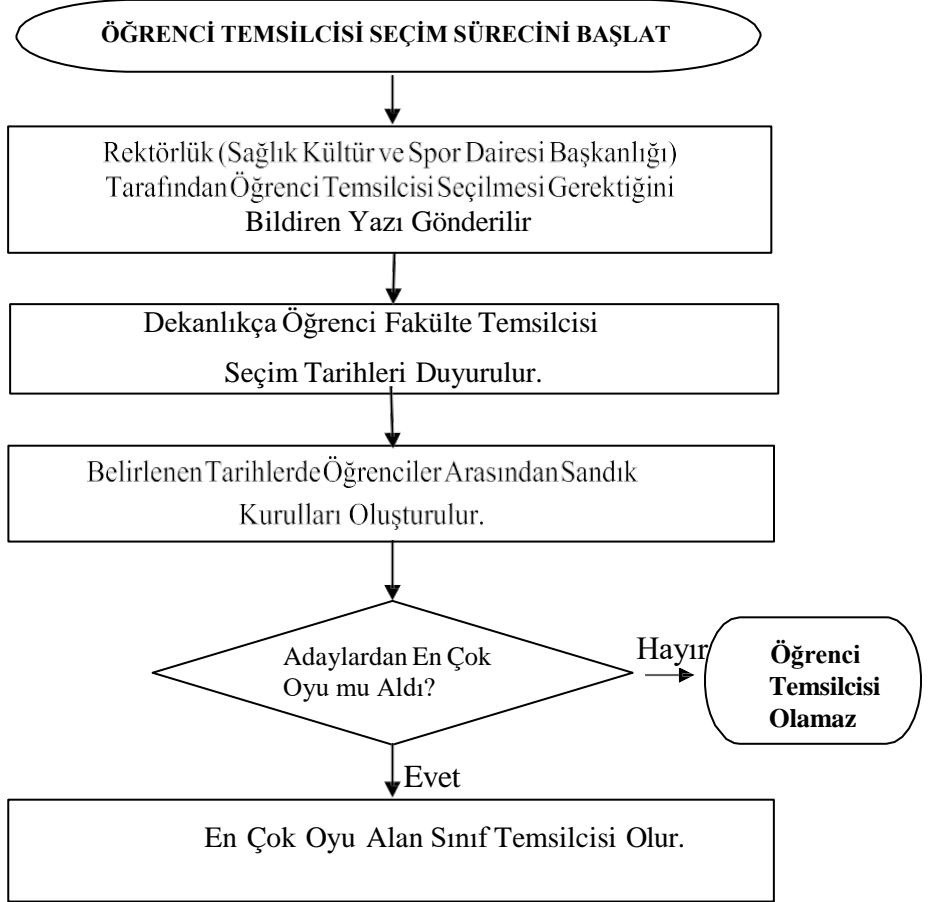 ÖĞRENCİ TEMSİLCİSİ SEÇİM SÜRECİNİ BAŞLAT
Rektörlük (Sağlık Kültür ve Spor Dairesi Başkanlığı)
Tarafından Öğrenci Temsilcisi Seçilmesi Gerektiğini
Bildiren Yazı Gönderilir
Dekanlıkça Öğrenci Fakülte Temsilcisi
Seçim Tarihleri Duyurulur.
Belirlenen Tarihlerde Öğrenciler Arasından Sandık
Kurulları Oluşturulur.
Adaylardan En Çok
Oyu mu Aldı?
Hayır
Öğrenci
Temsilcisi
Olamaz
Evet
En Çok Oyu Alan Sınıf Temsilcisi Olur.